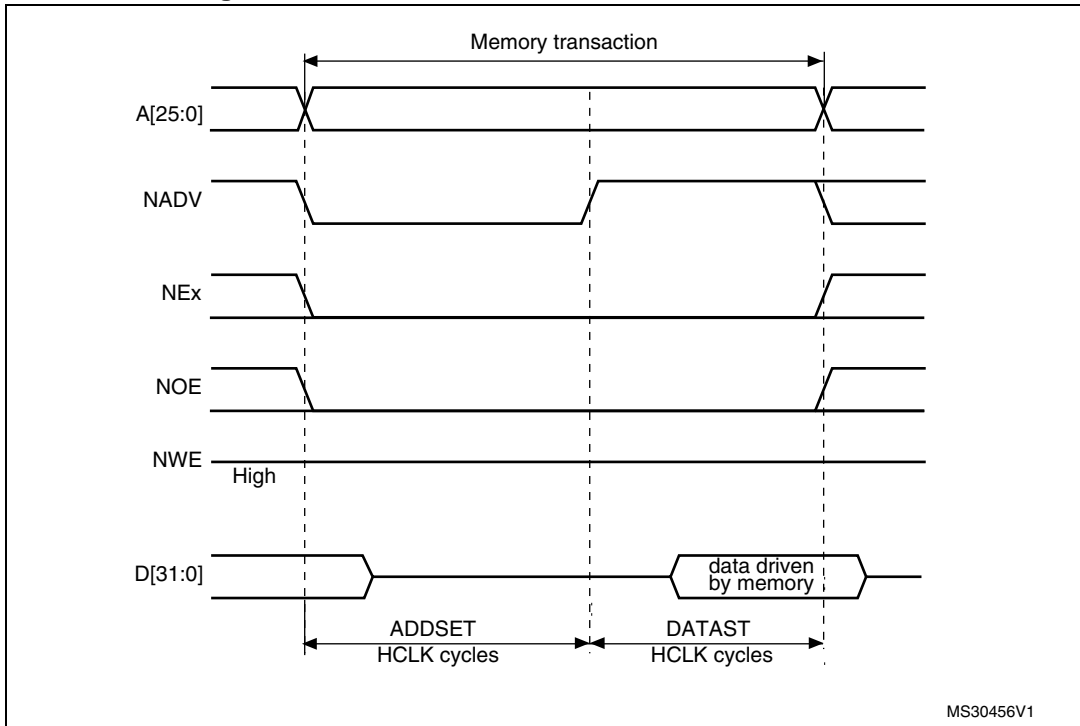 Memory transaction
A[25:0]
NADV
NEx
NOE
NWE
High
D[31:0]
data driven
by memory
ADDSET
HCLK cycles
DATAST
HCLK cycles
MS30456V1